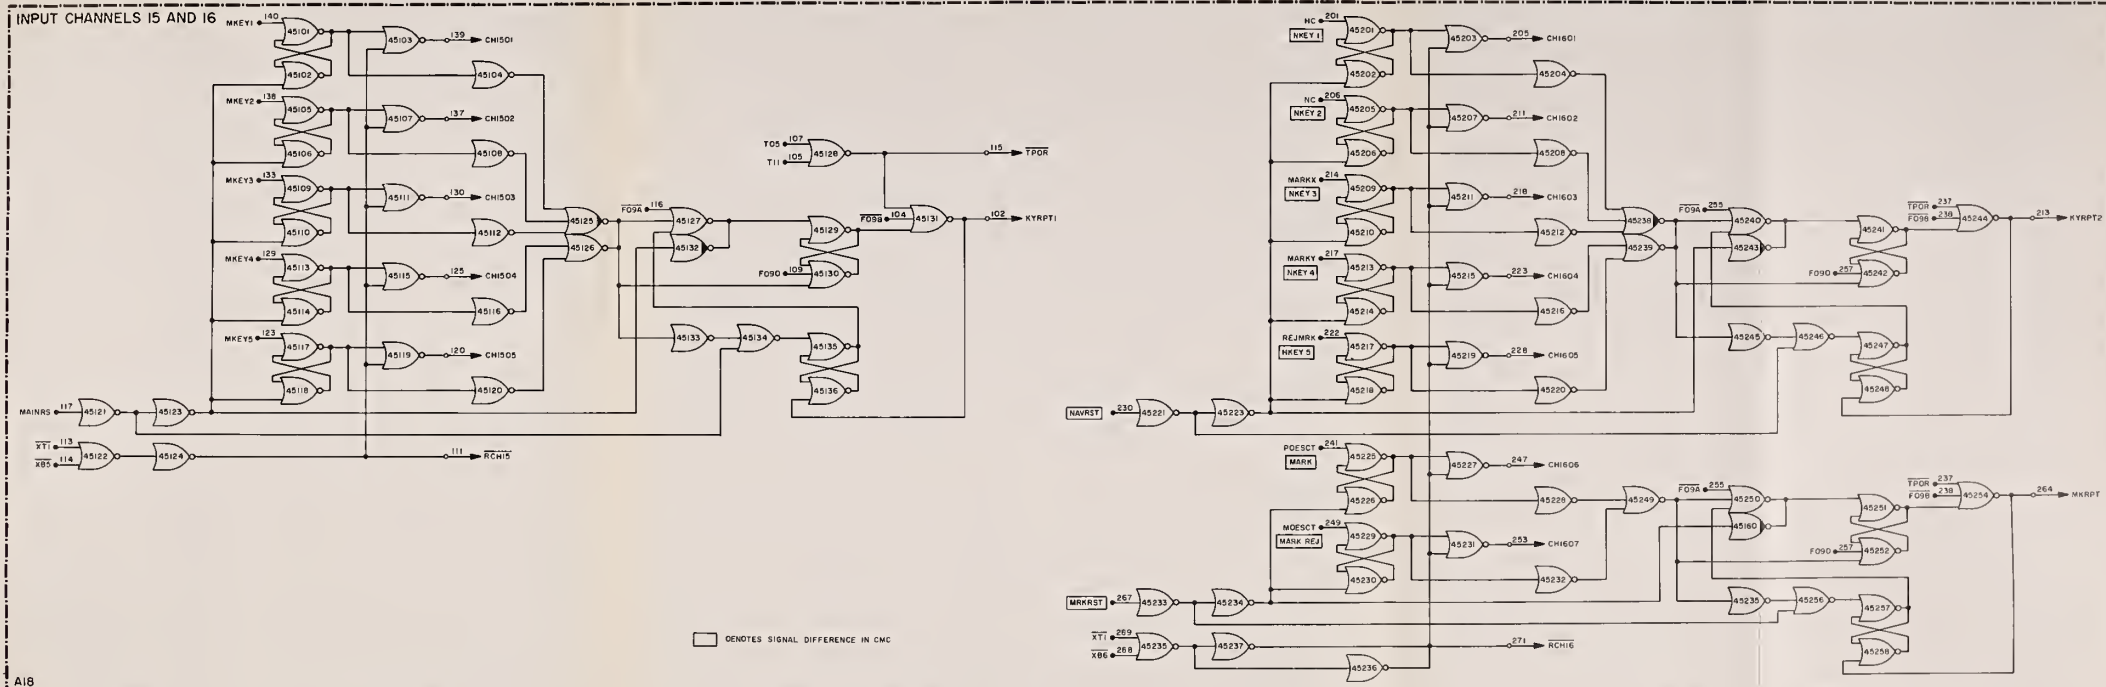 INPUT CHANNELS 15 AND 16
MKEY1 140 45101 45103 139 CH1501
45102 45104
MKEY2 138 45105 45107 137 CH1502
45106 45108
MKEY3 133 45109 45111 130 CH1503
45110 45112
MKEY4 129 45113 45115 125 CH1504
45114 45116
MKEY5 123 45117 45119 120 CH1505
45118 45120
MAINRS 117 45121 45123
XT1 113 45122 45124 111 RCH15
XB5 114
45125 F09A 116 45127 45129
45126 45132 F09D 109 45130
T05 107 45128 115 TPOR
T11 105
F09B 104 45131 102 KYRPT1
45133 45134 45135
45136
NC 201 45201 45203 205 CH1601
NKEY 1
45202 45204
NC 206 45205 45207 211 CH1602
NKEY 2
45206 45208
MARKX 214 45209 45211 218 CH1603
NKEY 3
45210 45212
MARKY 217 45213 45215 223 CH1604
NKEY 4
45214 45216
REJMRK 222 45217 45219 228 CH1605
NKEY 5
45218 45220
NAVRST 230 45221 45223
45238 F09A 255 45240 45241
45239 45243 F09D 257 45242
TPOR 237 45244 213 KYRPT2
F09B 238
45245 45246 45247
45248
POESCT 241 45225 45227 247 CH1606
MARK
45226 45228 45249
MOESCT 249 45229 45231 253 CH1607
MARK REJ
45230 45232
MRKRST 267 45233 45234
XT1 269 45235 45237 271 RCH16
XB6 268
45236
F09A 255 45250 45251
45160 F09D 257 45252
TPOR 237 45254 264 MKRPT
F09B 238
45256 45257
45258
DENOTES SIGNAL DIFFERENCE IN CMC
A18